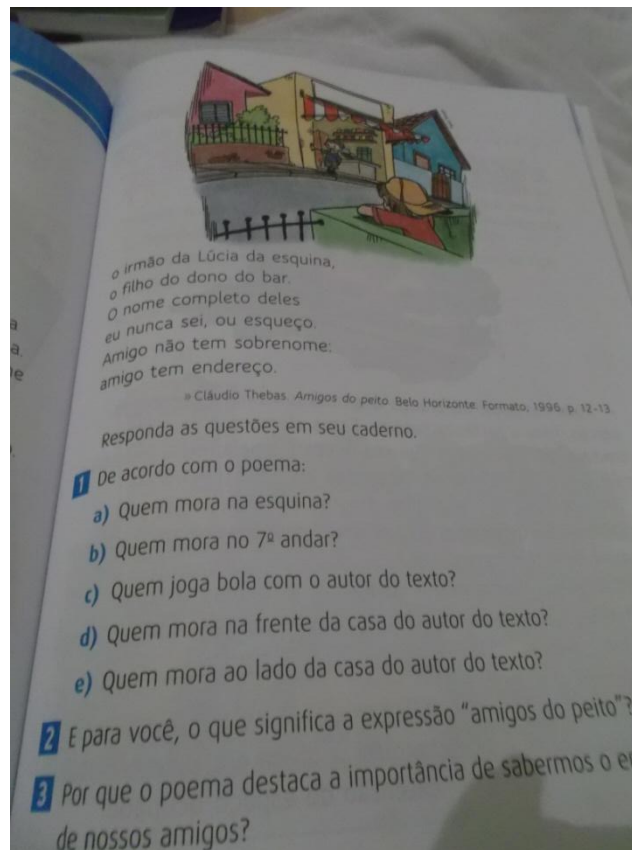 o irmão da Lúcia da esquina,
o filho do dono do bar.
O nome completo deles
eu nunca sei, ou esqueço.
Amigo não tem sobrenome:
amigo tem endereço.
» Cláudio Thebas. Amigos do peito. Belo Horizonte: Formato, 1996. p. 12-13.
Responda as questões em seu caderno.
1 De acordo com o poema:
a) Quem mora na esquina?
b) Quem mora no 7º andar?
c) Quem joga bola com o autor do texto?
d) Quem mora na frente da casa do autor do texto?
e) Quem mora ao lado da casa do autor do texto?
2 E para você, o que significa a expressão "amigos do peito"?
3 Por que o poema destaca a importância de sabermos o
de nossos amigos?